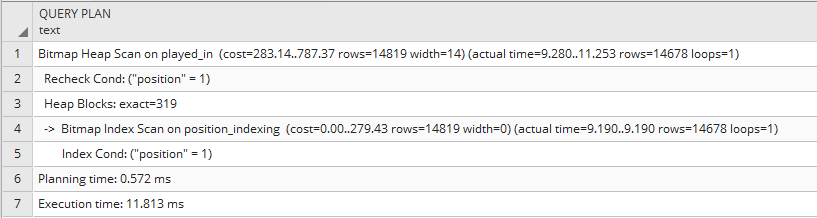 QUERY PLAN
text
1 Bitmap Heap Scan on played_in (cost=283.14..787.37 rows=14819 width=14) (actual time=9.280..11.253 rows=14678 loops=1)
2 Recheck Cond: ("position" = 1)
3 Heap Blocks: exact=319
4 -> Bitmap Index Scan on position_indexing (cost=0.00..279.43 rows=14819 width=0) (actual time=9.190..9.190 rows=14678 loops=1)
5 Index Cond: ("position" = 1)
6 Planning time: 0.572 ms
7 Execution time: 11.813 ms